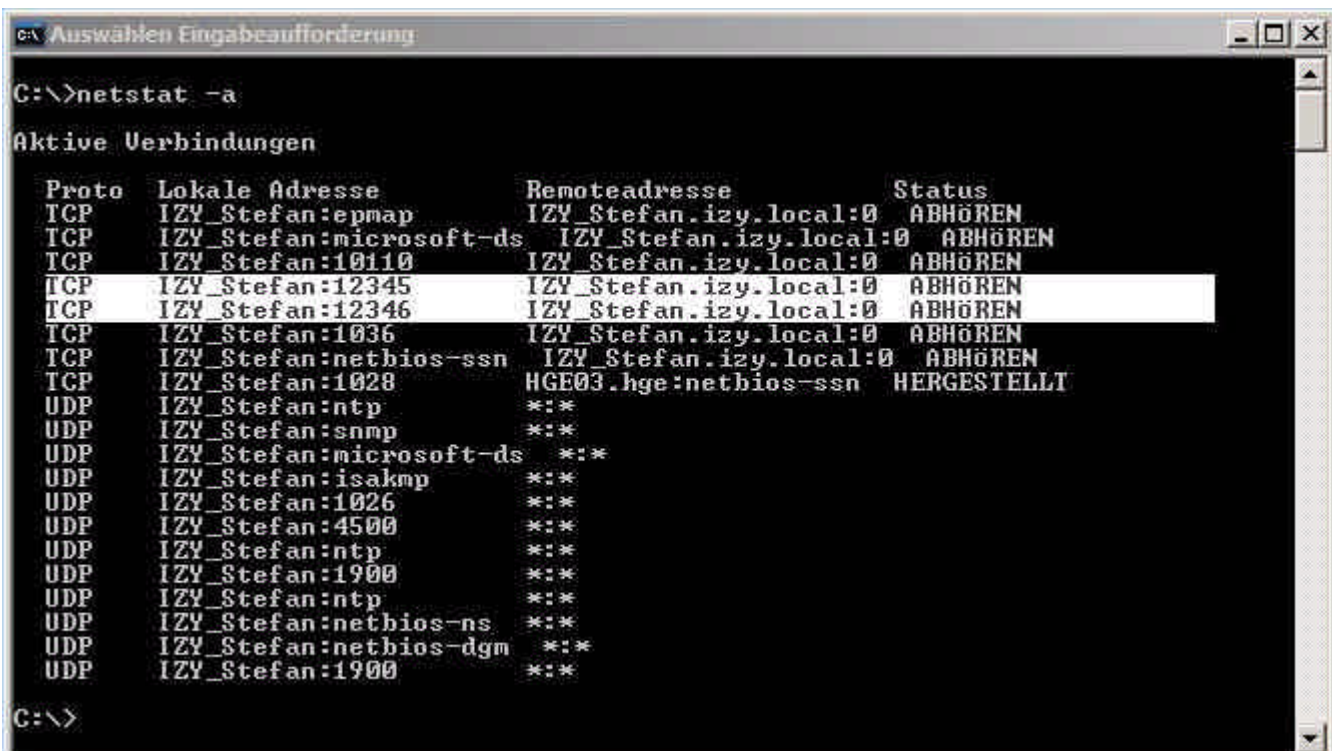 Auswählen Eingabeaufforderung
C:\>netstat -a
Aktive Verbindungen
Proto Lokale Adresse Remoteadresse Status
TCP IZY_Stefan:epmap IZY_Stefan.izy.local:0 ABHöREN
TCP IZY_Stefan:microsoft-ds IZY_Stefan.izy.local:0 ABHöREN
TCP IZY_Stefan:10110 IZY_Stefan.izy.local:0 ABHöREN
TCP IZY_Stefan:12345 IZY_Stefan.izy.local:0 ABHöREN
TCP IZY_Stefan:12346 IZY_Stefan.izy.local:0 ABHöREN
TCP IZY_Stefan:1036 IZY_Stefan.izy.local:0 ABHöREN
TCP IZY_Stefan:netbios-ssn IZY_Stefan.izy.local:0 ABHöREN
TCP IZY_Stefan:1028 HGE03.hge:netbios-ssn HERGESTELLT
UDP IZY_Stefan:ntp *:*
UDP IZY_Stefan:snmp *:*
UDP IZY_Stefan:microsoft-ds *:*
UDP IZY_Stefan:isakmp *:*
UDP IZY_Stefan:1026 *:*
UDP IZY_Stefan:4500 *:*
UDP IZY_Stefan:ntp *:*
UDP IZY_Stefan:1900 *:*
UDP IZY_Stefan:ntp *:*
UDP IZY_Stefan:netbios-ns *:*
UDP IZY_Stefan:netbios-dgm *:*
UDP IZY_Stefan:1900 *:*
C:\>